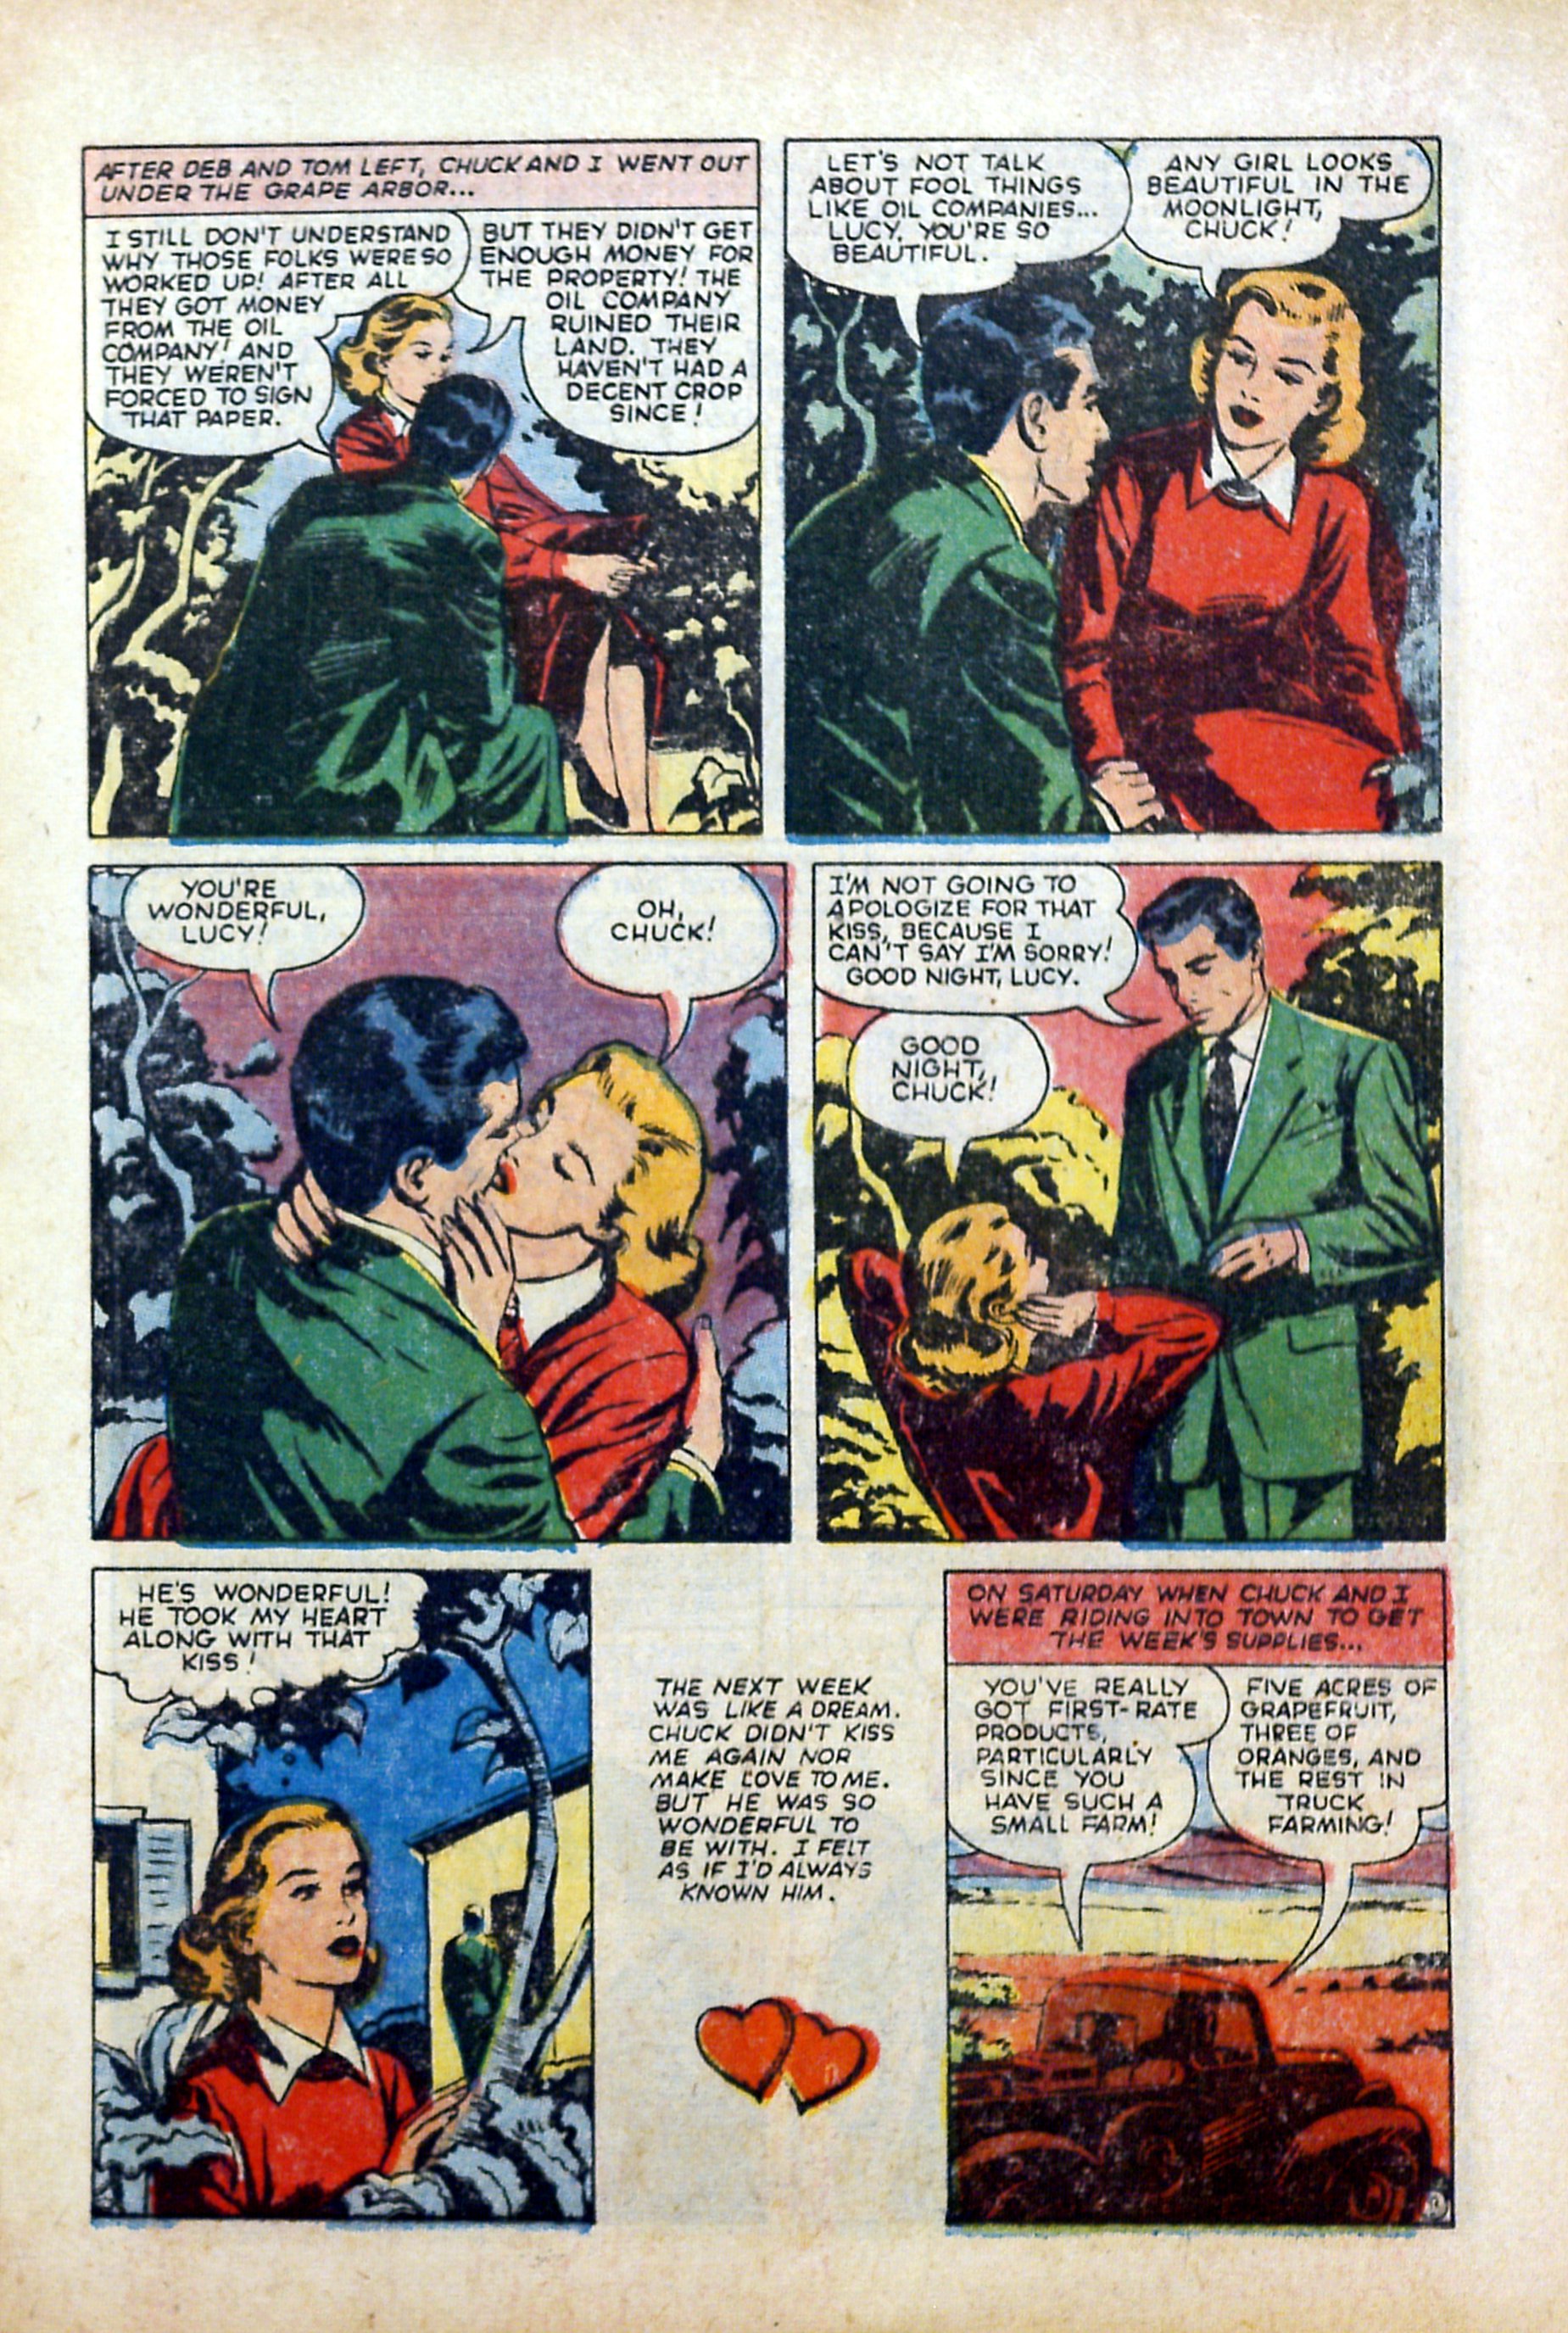 AFTER DEB AND TOM LEFT, CHUCK AND I WENT OUT
UNDER THE GRAPE ARBOR...
I STILL DON'T UNDERSTAND
WHY THOSE FOLKS WERE SO
WORKED UP! AFTER ALL
THEY GOT MONEY
FROM THE OIL
COMPANY! AND
THEY WEREN'T
FORCED TO SIGN
THAT PAPER.
BUT THEY DIDN'T GET
ENOUGH MONEY FOR
THE PROPERTY! THE
OIL COMPANY
RUINED THEIR
LAND. THEY
HAVEN'T HAD A
DECENT CROP
SINCE!
LET'S NOT TALK
ABOUT FOOL THINGS
LIKE OIL COMPANIES...
LUCY, YOU'RE SO
BEAUTIFUL.
ANY GIRL LOOKS
BEAUTIFUL IN THE
MOONLIGHT,
CHUCK!
YOU'RE
WONDERFUL,
LUCY!
OH,
CHUCK!
I'M NOT GOING TO
APOLOGIZE FOR THAT
KISS, BECAUSE I
CAN'T SAY I'M SORRY!
GOOD NIGHT, LUCY.
GOOD
NIGHT,
CHUCK!
HE'S WONDERFUL!
HE TOOK MY HEART
ALONG WITH THAT
KISS!
THE NEXT WEEK
WAS LIKE A DREAM.
CHUCK DIDN'T KISS
ME AGAIN NOR
MAKE LOVE TO ME.
BUT HE WAS SO
WONDERFUL TO
BE WITH. I FELT
AS IF I'D ALWAYS
KNOWN HIM.
ON SATURDAY WHEN CHUCK AND I
WERE RIDING INTO TOWN TO GET
THE WEEK'S SUPPLIES...
YOU'VE REALLY
GOT FIRST-RATE
PRODUCTS,
PARTICULARLY
SINCE YOU
HAVE SUCH A
SMALL FARM!
FIVE ACRES OF
GRAPEFRUIT,
THREE OF
ORANGES, AND
THE REST IN
TRUCK
FARMING!